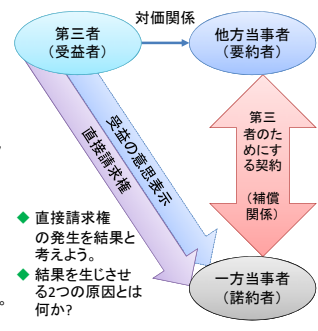 対価関係
第三者
（受益者）
他方当事者
（要約者）
受益の意思表示
直接請求権
第三
者のた
めにす
る契約
（補償
関係）
◆ 直接請求権
の発生を結果と
考えよう。
◆ 結果を生じさせ
る2つの原因とは
何か?
一方当事者
（諾約者）
。